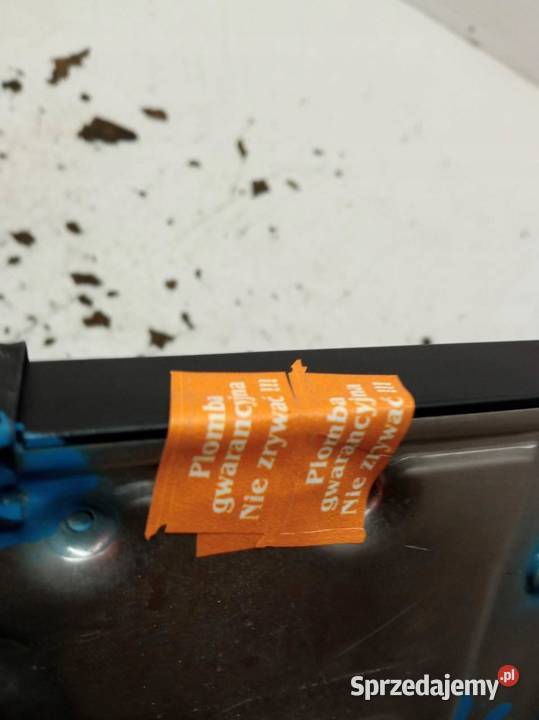 Plomba
gwarancyjna
Nie zrywać !!!
Plomba
gwarancyjna
Nie zrywać !!!
Sprzedajemy.pl